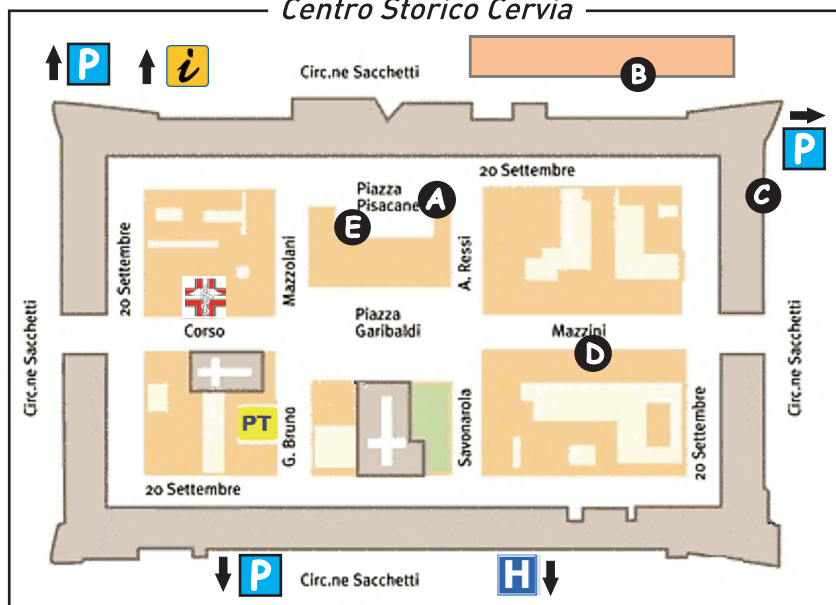 Centro Storico Cervia
P
i
Circ.ne Sacchetti
B
P
20 Settembre
Piazza
Pisacane
A
C
E
20 Settembre
Mazzolani
A. Ressi
Piazza
Garibaldi
Corso
Mazzini
D
Circ.ne Sacchetti
Circ.ne Sacchetti
PT
G. Bruno
Savonarola
20 Settembre
20 Settembre
P
Circ.ne Sacchetti
H